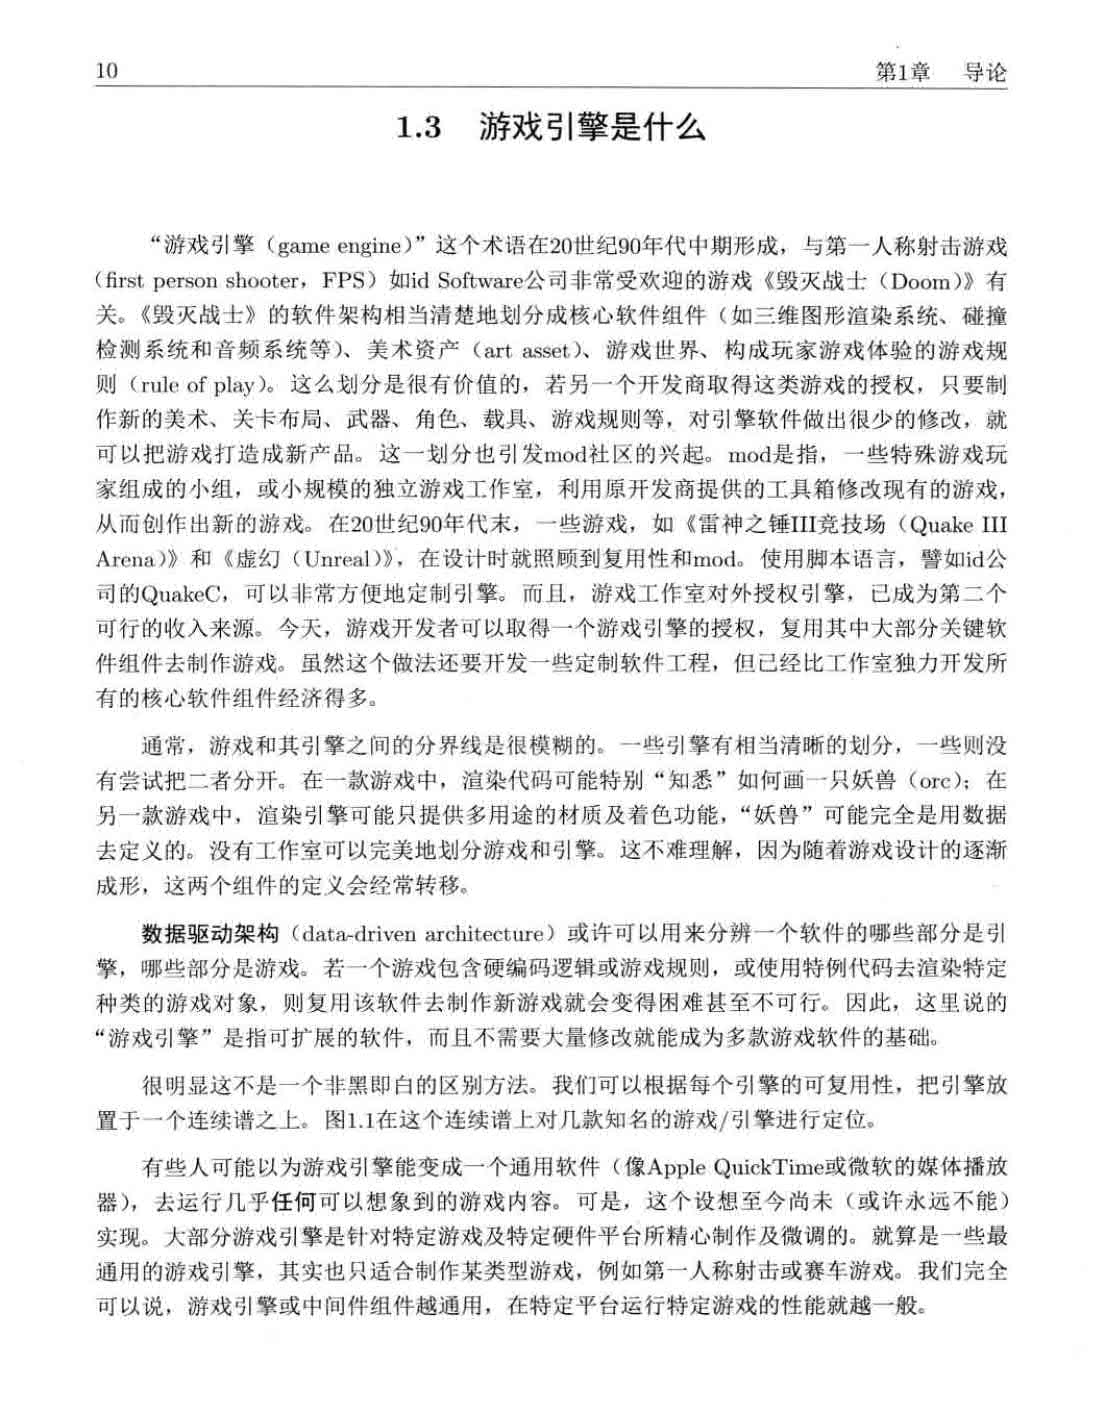 10
第1章 导论
1.3 游戏引擎是什么
“游戏引擎（game engine）”这个术语在20世纪90年代中期形成，与第一人称射击游戏
（first person shooter，FPS）如id Software公司非常受欢迎的游戏《毁灭战士（Doom）》有
关。《毁灭战士》的软件架构相当清楚地划分成核心软件组件（如三维图形渲染系统、碰撞
检测系统和音频系统等）、美术资产（art asset）、游戏世界、构成玩家游戏体验的游戏规
则（rule of play）。这么划分是很有价值的，若另一个开发商取得这类游戏的授权，只要制
作新的美术、关卡布局、武器、角色、载具、游戏规则等，对引擎软件做出很少的修改，就
可以把游戏打造成新产品。这一划分也引发mod社区的兴起。mod是指，一些特殊游戏玩
家组成的小组，或小规模的独立游戏工作室，利用原开发商提供的工具箱修改现有的游戏，
从而创作出新的游戏。在20世纪90年代末，一些游戏，如《雷神之锤III竞技场（Quake III
Arena）》和《虚幻（Unreal）》，在设计时就照顾到复用性和mod。使用脚本语言，譬如id公
司的QuakeC，可以非常方便地定制引擎。而且，游戏工作室对外授权引擎，已成为第二个
可行的收入来源。今天，游戏开发者可以取得一个游戏引擎的授权，复用其中大部分关键软
件组件去制作游戏。虽然这个做法还要开发一些定制软件工程，但已经比工作室独力开发所
有的核心软件组件经济得多。
通常，游戏和其引擎之间的分界线是很模糊的。一些引擎有相当清晰的划分，一些则没
有尝试把二者分开。在一款游戏中，渲染代码可能特别“知悉”如何画一只妖兽（orc）；在
另一款游戏中，渲染引擎可能只提供多用途的材质及着色功能，“妖兽”可能完全是用数据
去定义的。没有工作室可以完美地划分游戏和引擎。这不难理解，因为随着游戏设计的逐渐
成形，这两个组件的定义会经常转移。
数据驱动架构（data-driven architecture）或许可以用来分辨一个软件的哪些部分是引
擎，哪些部分是游戏。若一个游戏包含硬编码逻辑或游戏规则，或使用特例代码去渲染特定
种类的游戏对象，则复用该软件去制作新游戏就会变得困难甚至不可行。因此，这里说的
“游戏引擎”是指可扩展的软件，而且不需要大量修改就能成为多款游戏软件的基础。
很明显这不是一个非黑即白的区别方法。我们可以根据每个引擎的可复用性，把引擎放
置于一个连续谱之上。图1.1在这个连续谱上对几款知名的游戏/引擎进行定位。
有些人可能以为游戏引擎能变成一个通用软件（像Apple QuickTime或微软的媒体播放
器），去运行几乎任何可以想象到的游戏内容。可是，这个设想至今尚未（或许永远不能）
实现。大部分游戏引擎是针对特定游戏及特定硬件平台所精心制作及微调的。就算是一些最
通用的游戏引擎，其实也只适合制作某类型游戏，例如第一人称射击或赛车游戏。我们完全
可以说，游戏引擎或中间件组件越通用，在特定平台运行特定游戏的性能就越一般。